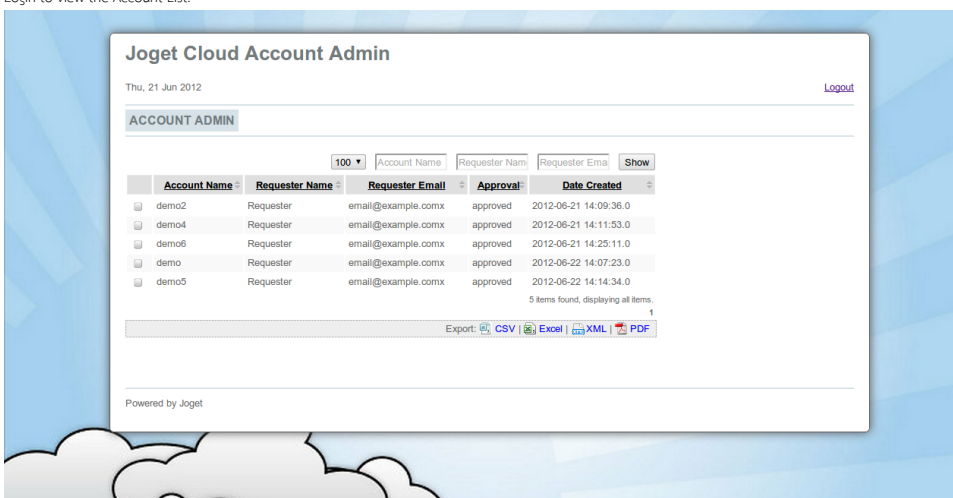 Login to view the Account List.
Joget Cloud Account Admin
Thu, 21 Jun 2012 Logout
ACCOUNT ADMIN
100 Account Name Requester Nam Requester Ema Show
Account Name Requester Name Requester Email Approval Date Created
demo2 Requester email@example.comx approved 2012-06-21 14:09:36.0
demo4 Requester email@example.comx approved 2012-06-21 14:11:53.0
demo6 Requester email@example.comx approved 2012-06-21 14:25:11.0
demo Requester email@example.comx approved 2012-06-22 14:07:23.0
demo5 Requester email@example.comx approved 2012-06-22 14:14:34.0
5 items found, displaying all items.
1
Export: CSV | Excel | XML | PDF
Powered by Joget